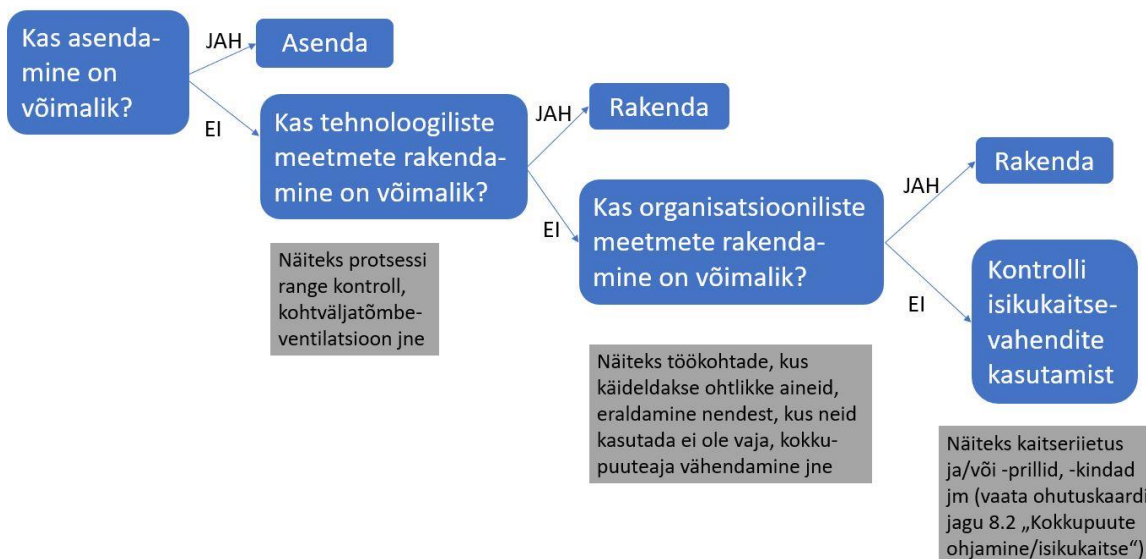 Kas asenda-
mine on
võimalik?
JAH
Asenda
EI
Kas tehnoloogiliste
meetmete rakenda-
mine on võimalik?
JAH
Rakenda
EI
Näiteks protsessi
range kontroll,
kohtväljatõmbe-
ventilatsioon jne
Kas organisatsiooniliste
meetmete rakenda-
mine on võimalik?
JAH
Rakenda
EI
Näiteks töökohtade, kus
käideldakse ohtlikke aineid,
eraldamine nendest, kus neid
kasutada ei ole vaja, kokku-
puuteaja vähendamine jne
Kontrolli
isikukaitse-
vahendite
kasutamist
Näiteks kaitseriietus
ja/või -prillid, -kindad
jm (vaata ohutuskaardi
jagu 8.2 „Kokkupuute
ohjamine/isikukaitse“)